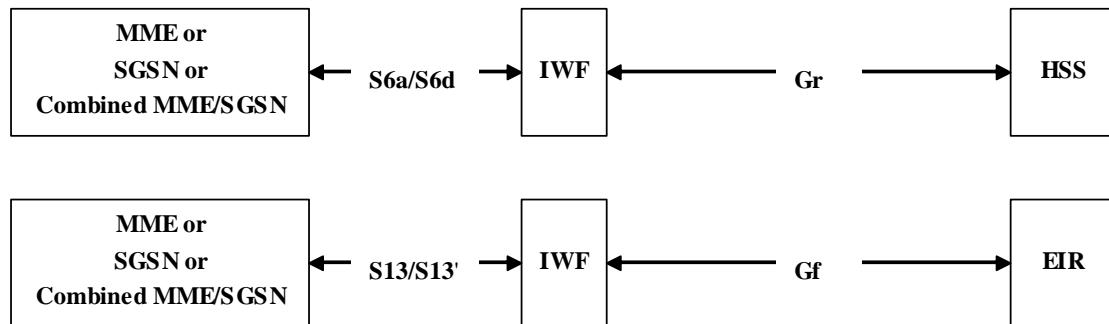 MME or
SGSN or
Combined MME/SGSN
S6a/S6d
IWF
Gr
HSS
MME or
SGSN or
Combined MME/SGSN
S13/S13'
IWF
Gf
EIR